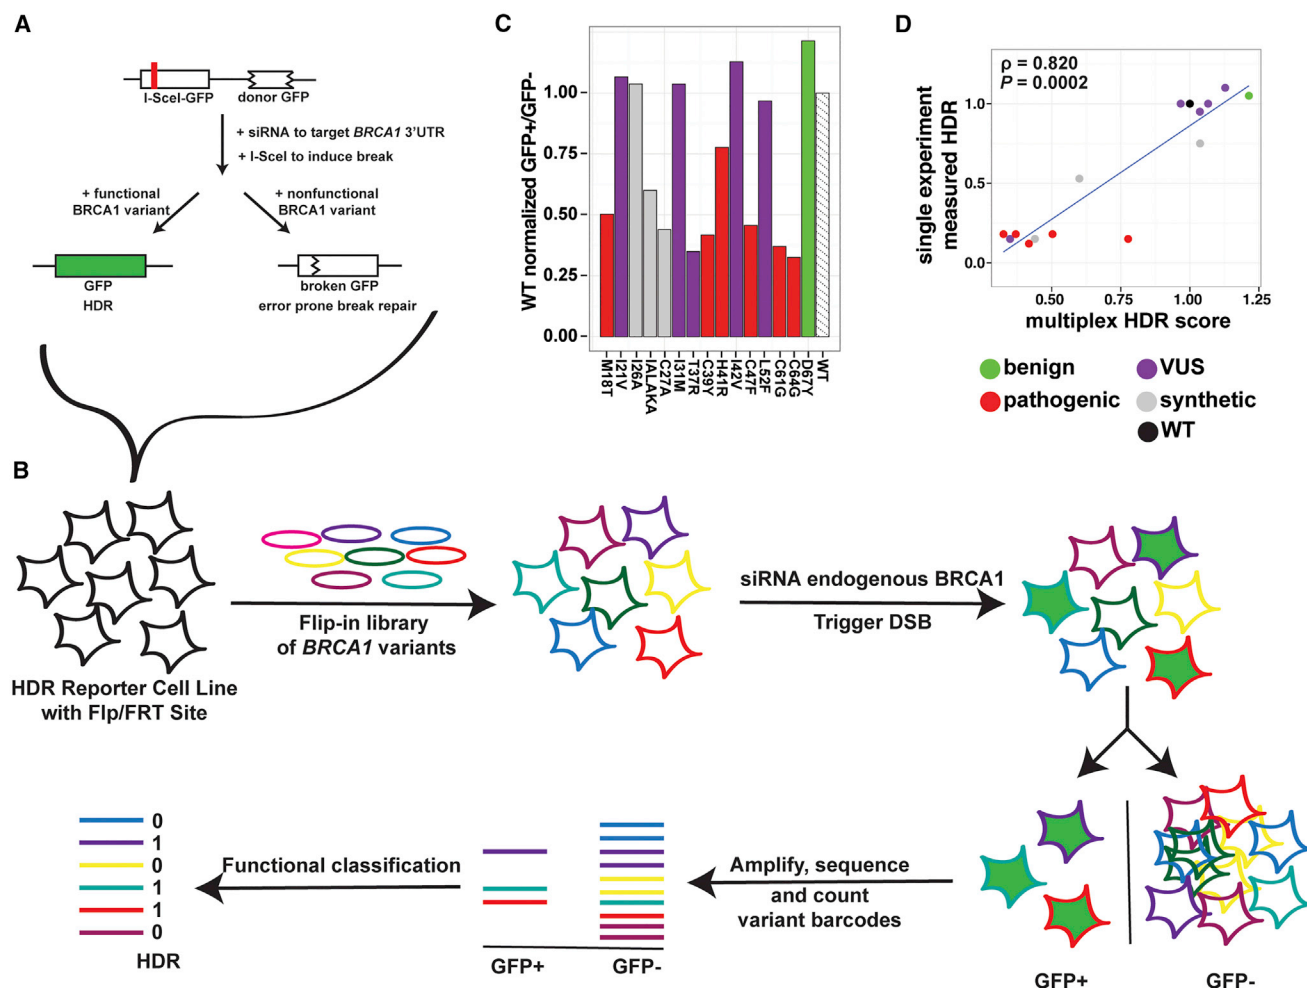 A
I-SceI-GFP
donor GFP
+ siRNA to target BRCA1 3'UTR
+ I-SceI to induce break
+ functional
BRCA1 variant
+ nonfunctional
BRCA1 variant
GFP
HDR
broken GFP
error prone break repair
C
WT normalized GFP+/GFP-
1.00
0.75
0.50
0.25
0.00
M18T
I21V
I26A
IALAKA
C27A
I31M
T37R
C39Y
H41R
I42V
C47F
L52F
C61G
C64G
D67Y
WT
D
ρ = 0.820
P = 0.0002
single experiment
measured HDR
1.0
0.5
0.0
0.50
0.75
1.00
1.25
multiplex HDR score
benign
VUS
pathogenic
synthetic
WT
B
HDR Reporter Cell Line
with Flp/FRT Site
Flip-in library
of BRCA1 variants
siRNA endogenous BRCA1
Trigger DSB
GFP+
GFP-
Amplify, sequence
and count
variant barcodes
GFP+
GFP-
Functional classification
0
1
0
1
1
0
HDR